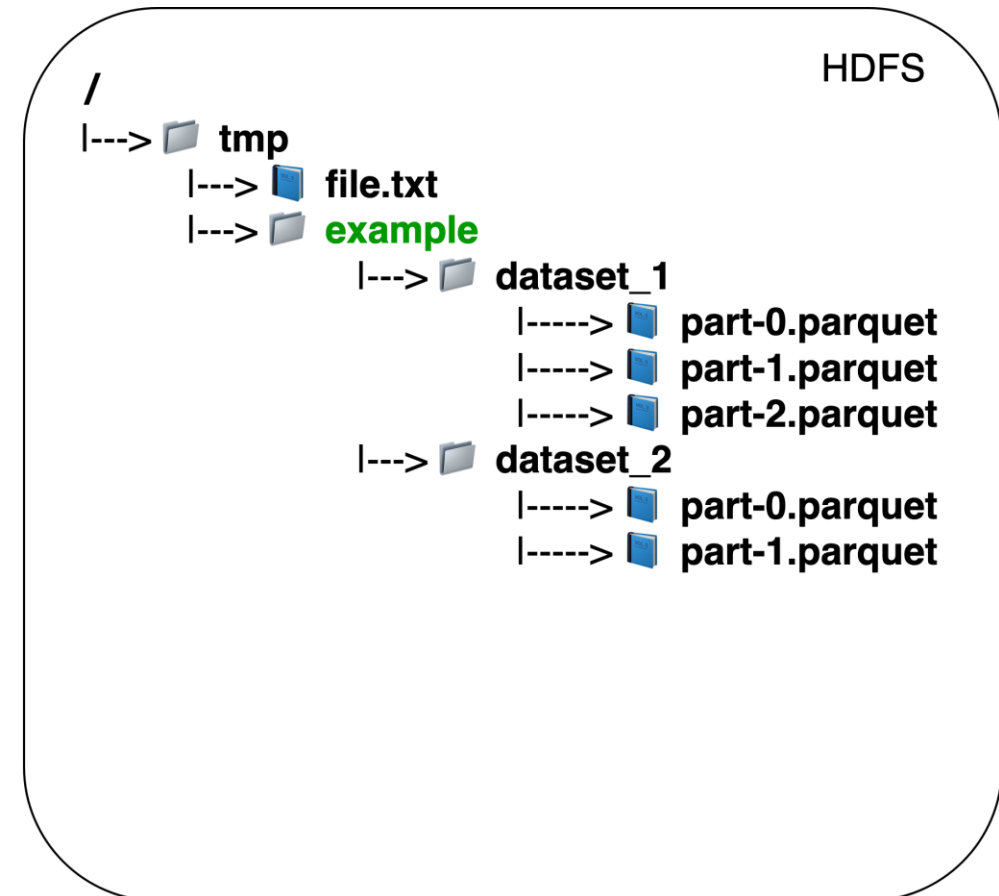 HDFS
/
|---> tmp
|---> file.txt
|---> example
|---> dataset_1
|-----> part-0.parquet
|-----> part-1.parquet
|-----> part-2.parquet
|---> dataset_2
|-----> part-0.parquet
|-----> part-1.parquet